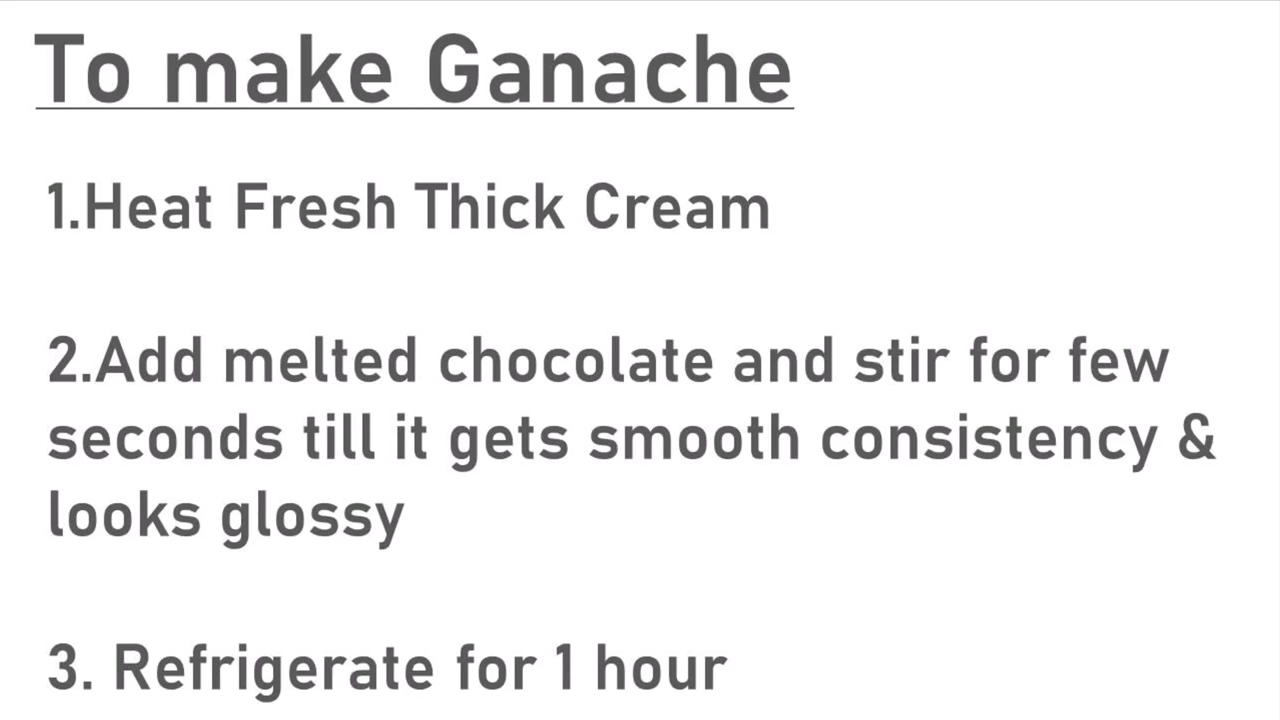 To make Ganache
1.Heat Fresh Thick Cream
2.Add melted chocolate and stir for few
seconds till it gets smooth consistency &
looks glossy
3. Refrigerate for 1 hour